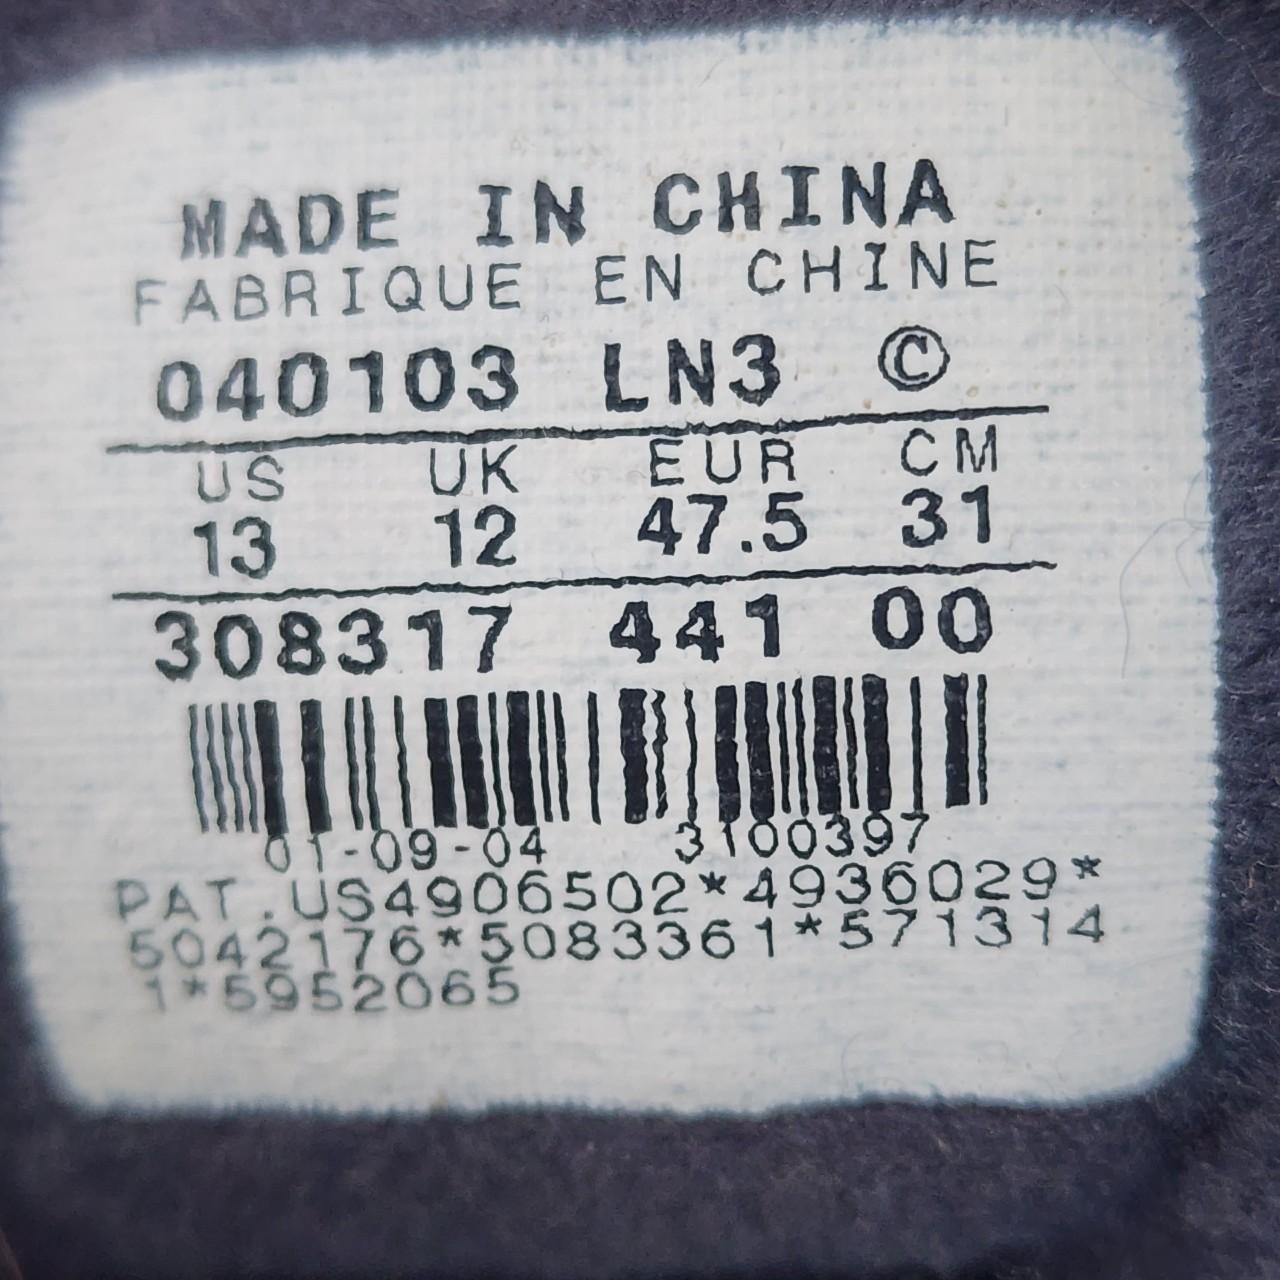 MADE IN CHINA
FABRIQUE EN CHINE
040103 LN3 ©
US UK EUR CM
13 12 47.5 31
308317 441 00
01-09-04 3100397
PAT.US4906502*4936029*
5042176*5083361*571314
1*5952065